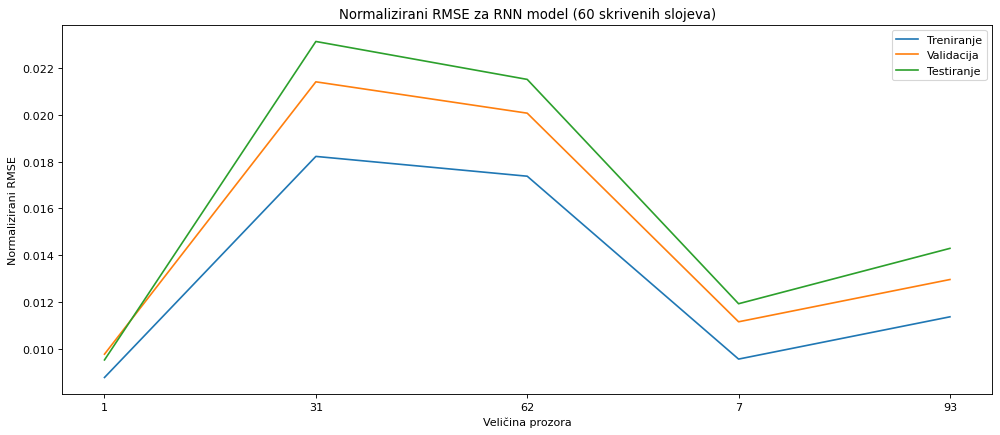 Normalizirani RMSE za RNN model (60 skrivenih slojeva)
Treniranje
Validacija
Testiranje
Normalizirani RMSE
0.022
0.020
0.018
0.016
0.014
0.012
0.010
1 31 62 7 93
Veličina prozora